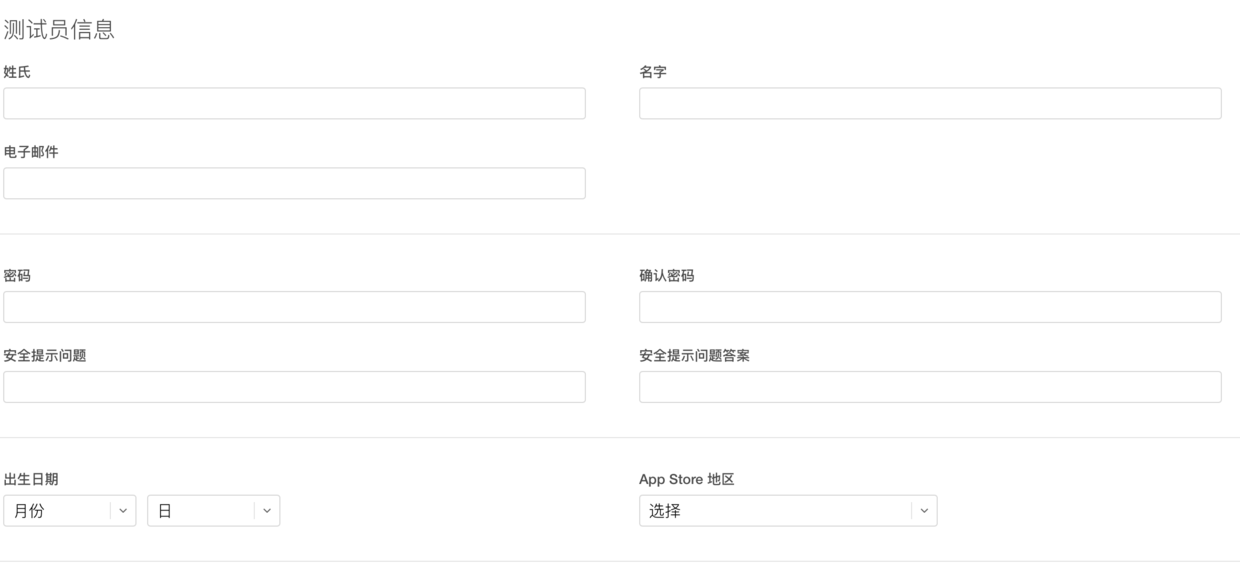 测试员信息
姓氏
名字
电子邮件
密码
确认密码
安全提示问题
安全提示问题答案
出生日期
App Store 地区
月份
日
选择